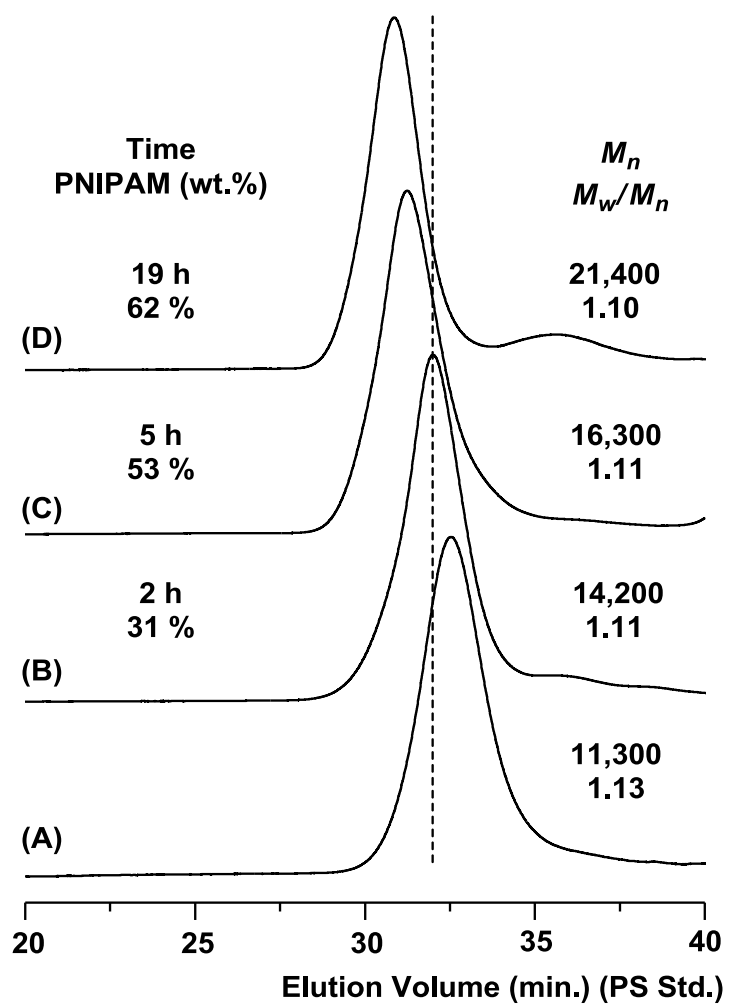 Time
PNIPAM (wt.%)
Mn
Mw/Mn
19 h
62 %
21,400
1.10
(D)
5 h
53 %
16,300
1.11
(C)
2 h
31 %
14,200
1.11
(B)
11,300
1.13
(A)
20 25 30 35 40
Elution Volume (min.) (PS Std.)